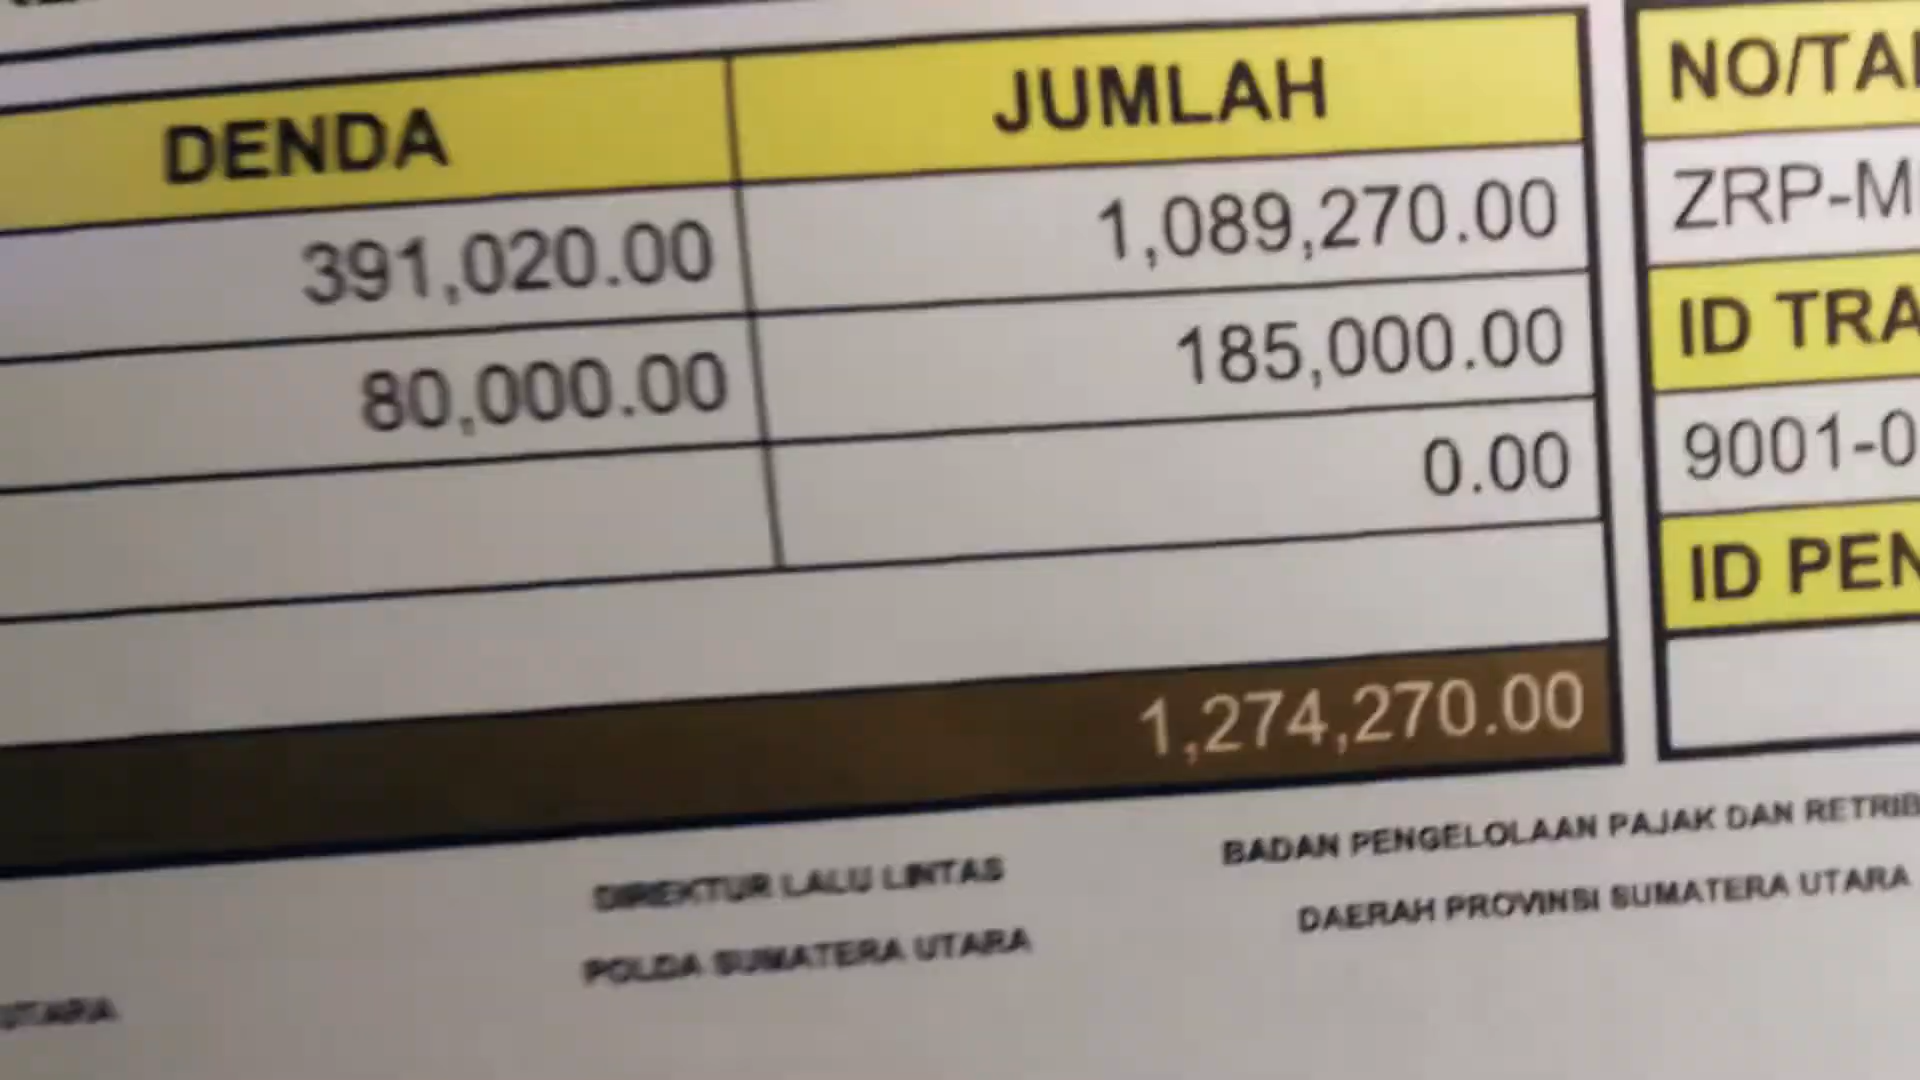 DENDA JUMLAH NO/TA
391,020.00 1,089,270.00 ZRP-M
80,000.00 185,000.00 ID TRA
0.00 9001-0
ID PEN
1,274,270.00
DIREKTUR LALU LINTAS BADAN PENGELOLAAN PAJAK DAN RETRIB
POLDA SUMATERA UTARA DAERAH PROVINSI SUMATERA UTARA
UTARA